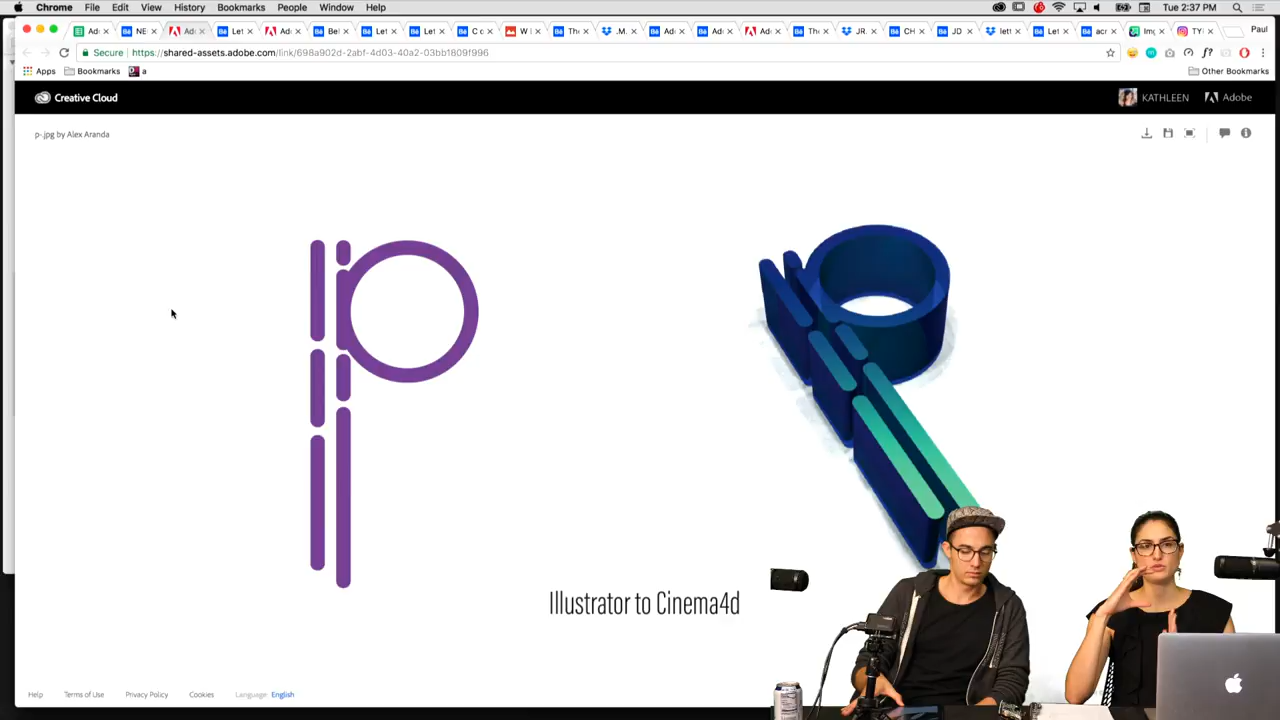 Chrome File Edit View History Bookmarks People Window Help Tue 2:37 PM
Paul
Secure https://shared-assets.adobe.com/link/698a902d-2abf-4d03-40a2-03bb1809f996
Apps Bookmarks a Other Bookmarks
Creative Cloud KATHLEEN Adobe
p-.jpg by Alex Aranda
Illustrator to Cinema4d
Help Terms of Use Privacy Policy Cookies Language: English